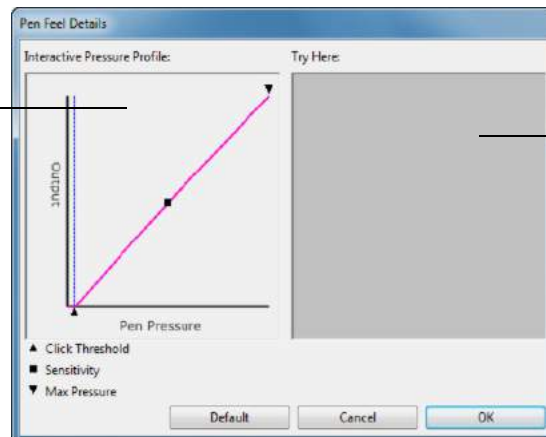 Pen Feel Details
Interactive Pressure Profile:
Try Here:
Output
Pen Pressure
▲ Click Threshold
■ Sensitivity
▼ Max Pressure
Default
Cancel
OK